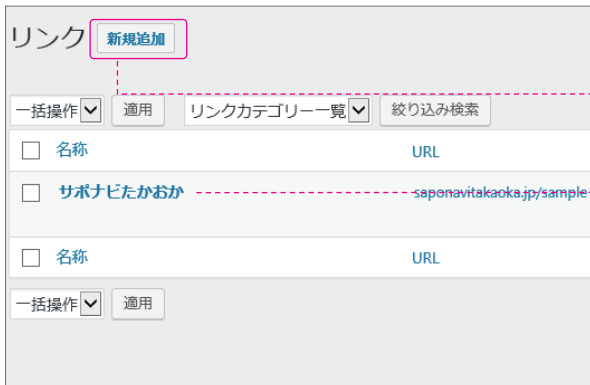 リンク 新規追加
一括操作 適用 リンクカテゴリー一覧 絞り込み検索
名称 URL
サポナビたかおか saponavitakaoka.jp/sample
名称 URL
一括操作 適用